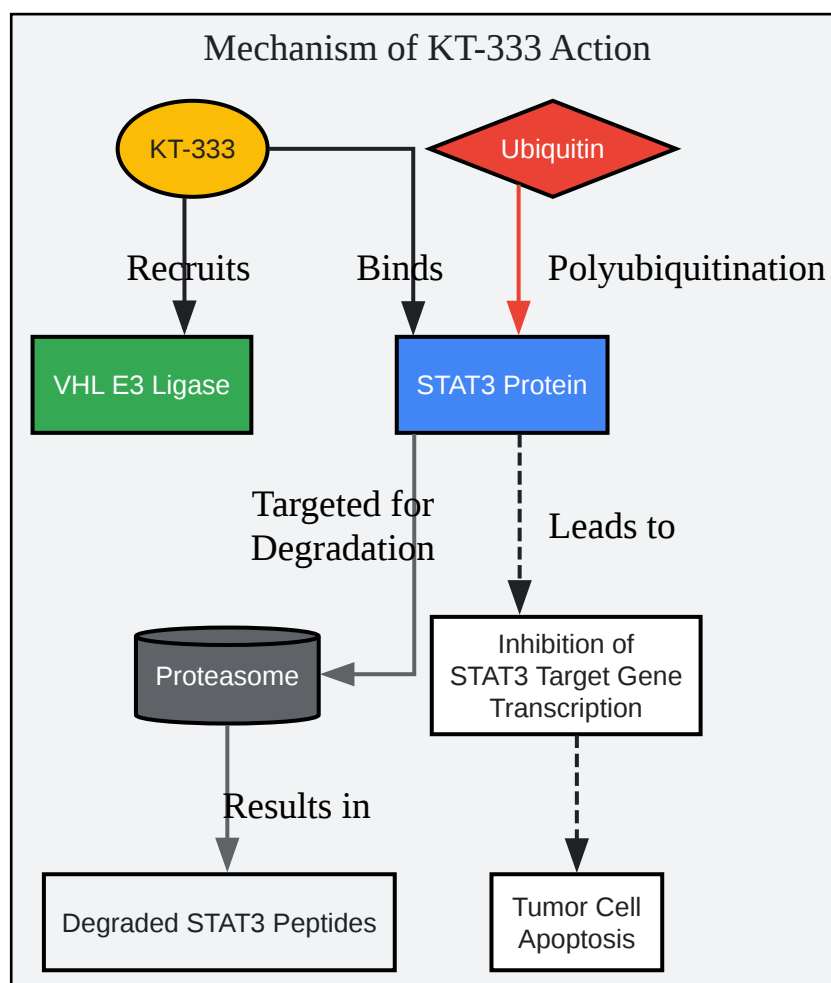 Mechanism of KT-333 Action
KT-333
Ubiquitin
Recruits
Binds
Polyubiquitination
VHL E3 Ligase
STAT3 Protein
Targeted for
Degradation
Leads to
Proteasome
Inhibition of
STAT3 Target Gene
Transcription
Results in
Degraded STAT3 Peptides
Tumor Cell
Apoptosis